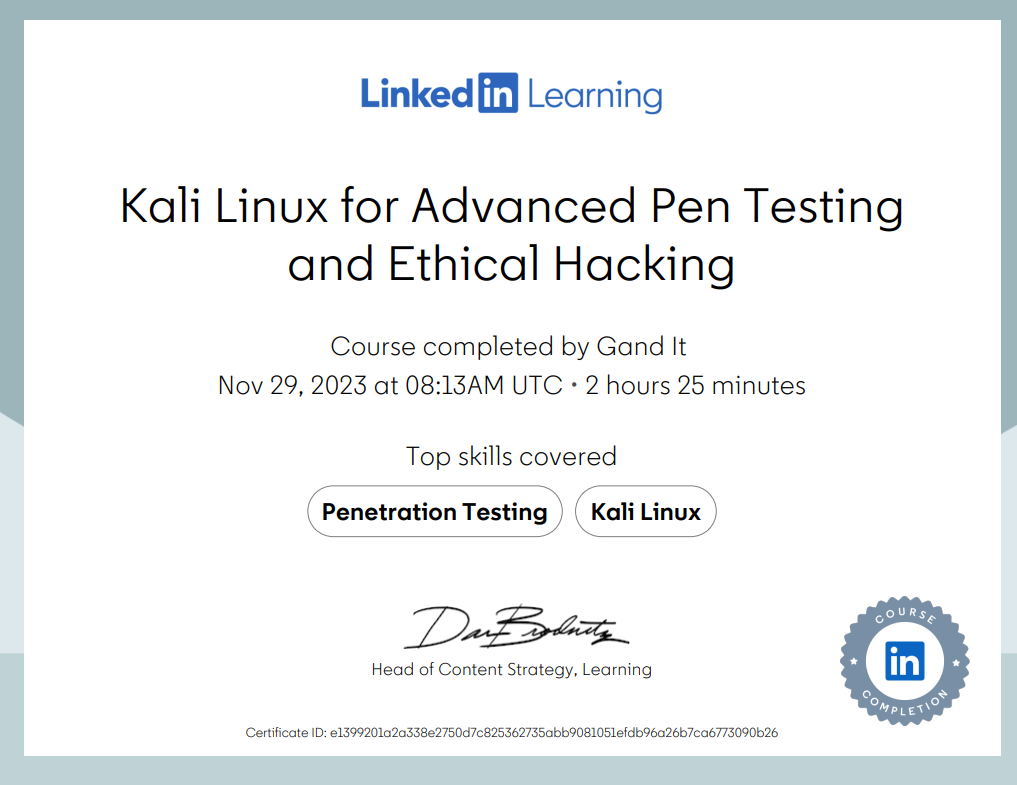 Linkedin Learning
Kali Linux for Advanced Pen Testing
and Ethical Hacking
Course completed by Gand It
Nov 29, 2023 at 08:13AM UTC • 2 hours 25 minutes
Top skills covered
Penetration Testing Kali Linux
Dan Brodnitz
Head of Content Strategy, Learning
COURSE
in
COMPLETION
Certificate ID: e1399201a2a338e2750d7c825362735abb9081051efdb96a26b7ca6773090b26